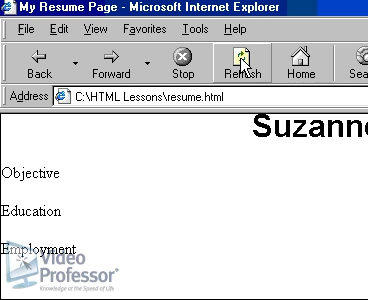 My Resume Page - Microsoft Internet Explorer
File Edit View Favorites Tools Help
Back Forward Stop Refresh Home
Address C:\HTML Lessons\resume.html
Suzann
Objective
Education
Employment
Video
Professor®
Knowledge at the Speed of Life